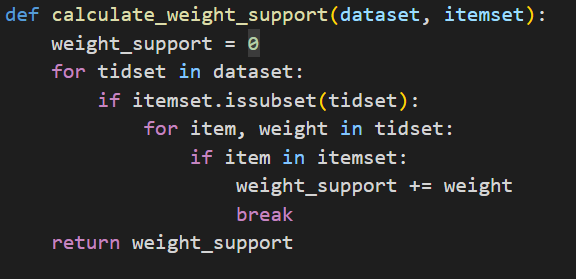 def calculate_weight_support(dataset, itemset):
    weight_support = 0
    for tidset in dataset:
        if itemset.issubset(tidset):
            for item, weight in tidset:
                if item in itemset:
                    weight_support += weight
                    break
    return weight_support